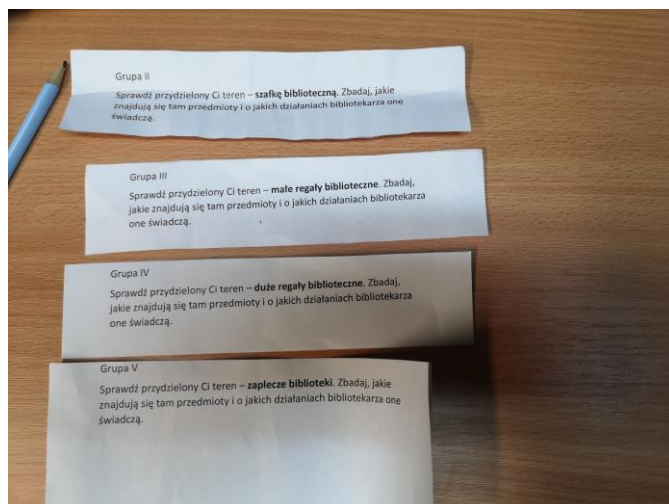 Grupa II
Sprawdź przydzielony Ci teren – szafkę biblioteczną. Zbadaj, jakie
znajdują się tam przedmioty i o jakich działaniach bibliotekarza one
świadczą.
Grupa III
Sprawdź przydzielony Ci teren – małe regały biblioteczne. Zbadaj,
jakie znajdują się tam przedmioty i o jakich działaniach bibliotekarza
one świadczą.
Grupa IV
Sprawdź przydzielony Ci teren – duże regały biblioteczne. Zbadaj,
jakie znajdują się tam przedmioty i o jakich działaniach bibliotekarza
one świadczą.
Grupa V
Sprawdź przydzielony Ci teren – zaplecze biblioteki. Zbadaj, jakie
znajdują się tam przedmioty i o jakich działaniach bibliotekarza one
świadczą.